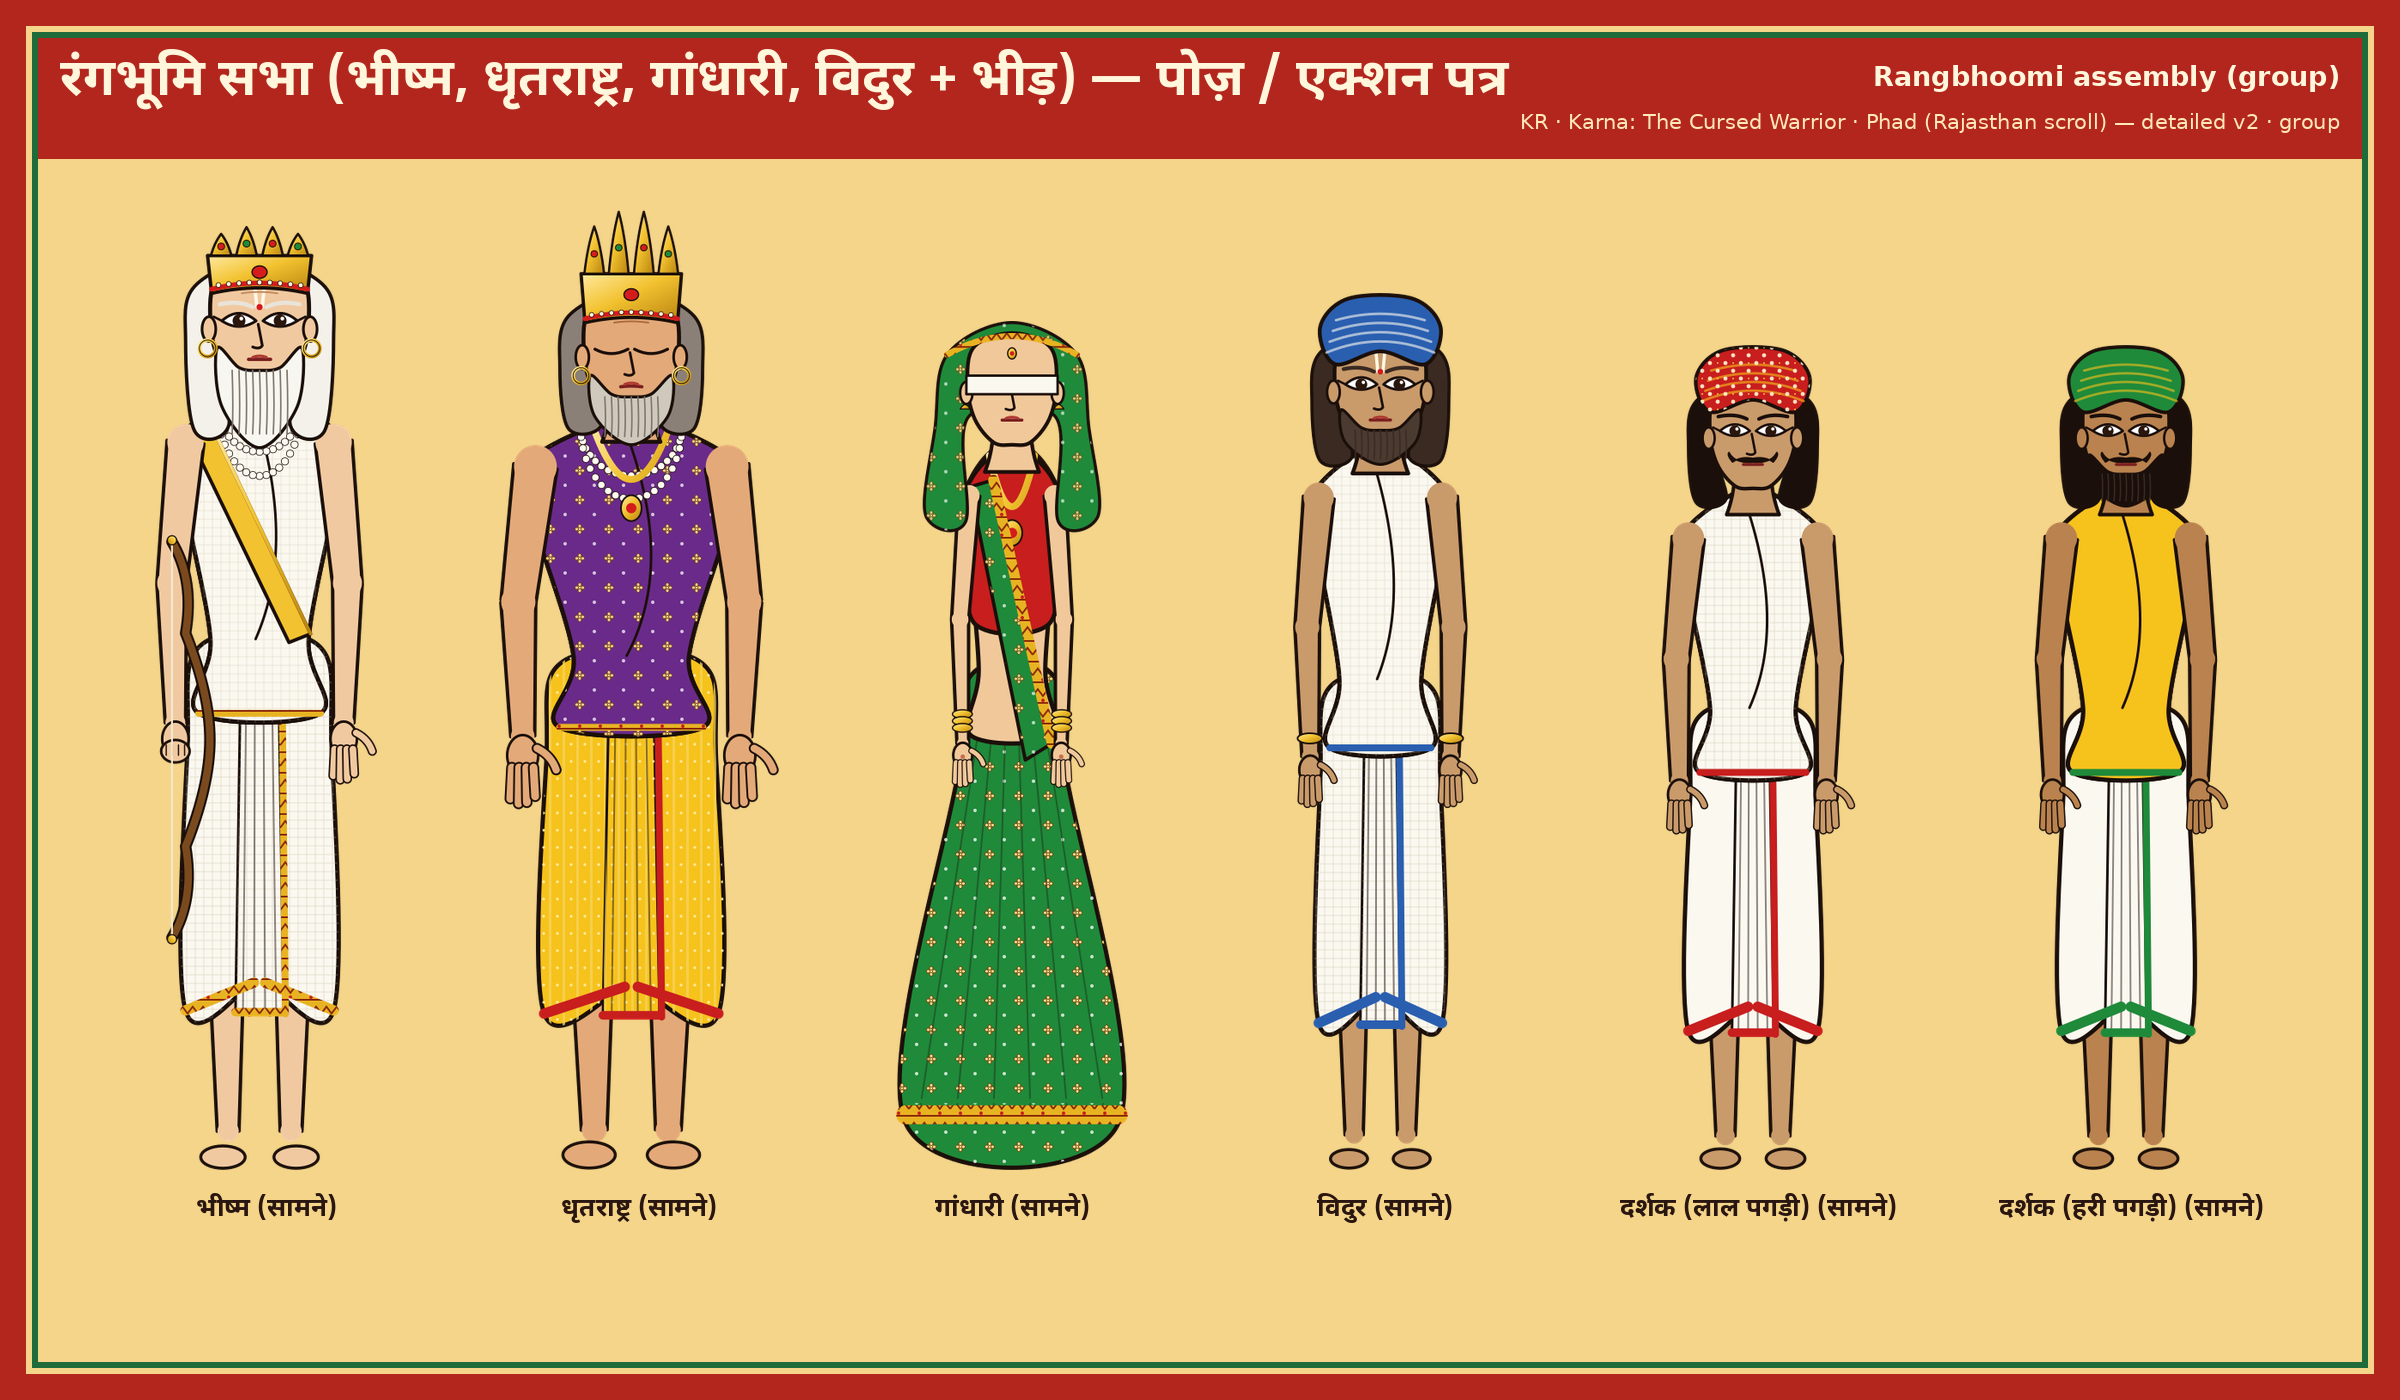 रंगभूमि सभा (भीष्म, धृतराष्ट्र, गांधारी, विदुर + भीड़) — पोज़ / एक्शन पत्र
Rangbhoomi assembly (group)
KR · Karna: The Cursed Warrior · Phad (Rajasthan scroll) — detailed v2 · group
भीष्म (सामने)
धृतराष्ट्र (सामने)
गांधारी (सामने)
विदुर (सामने)
दर्शक (लाल पगड़ी) (सामने)
दर्शक (हरी पगड़ी) (सामने)